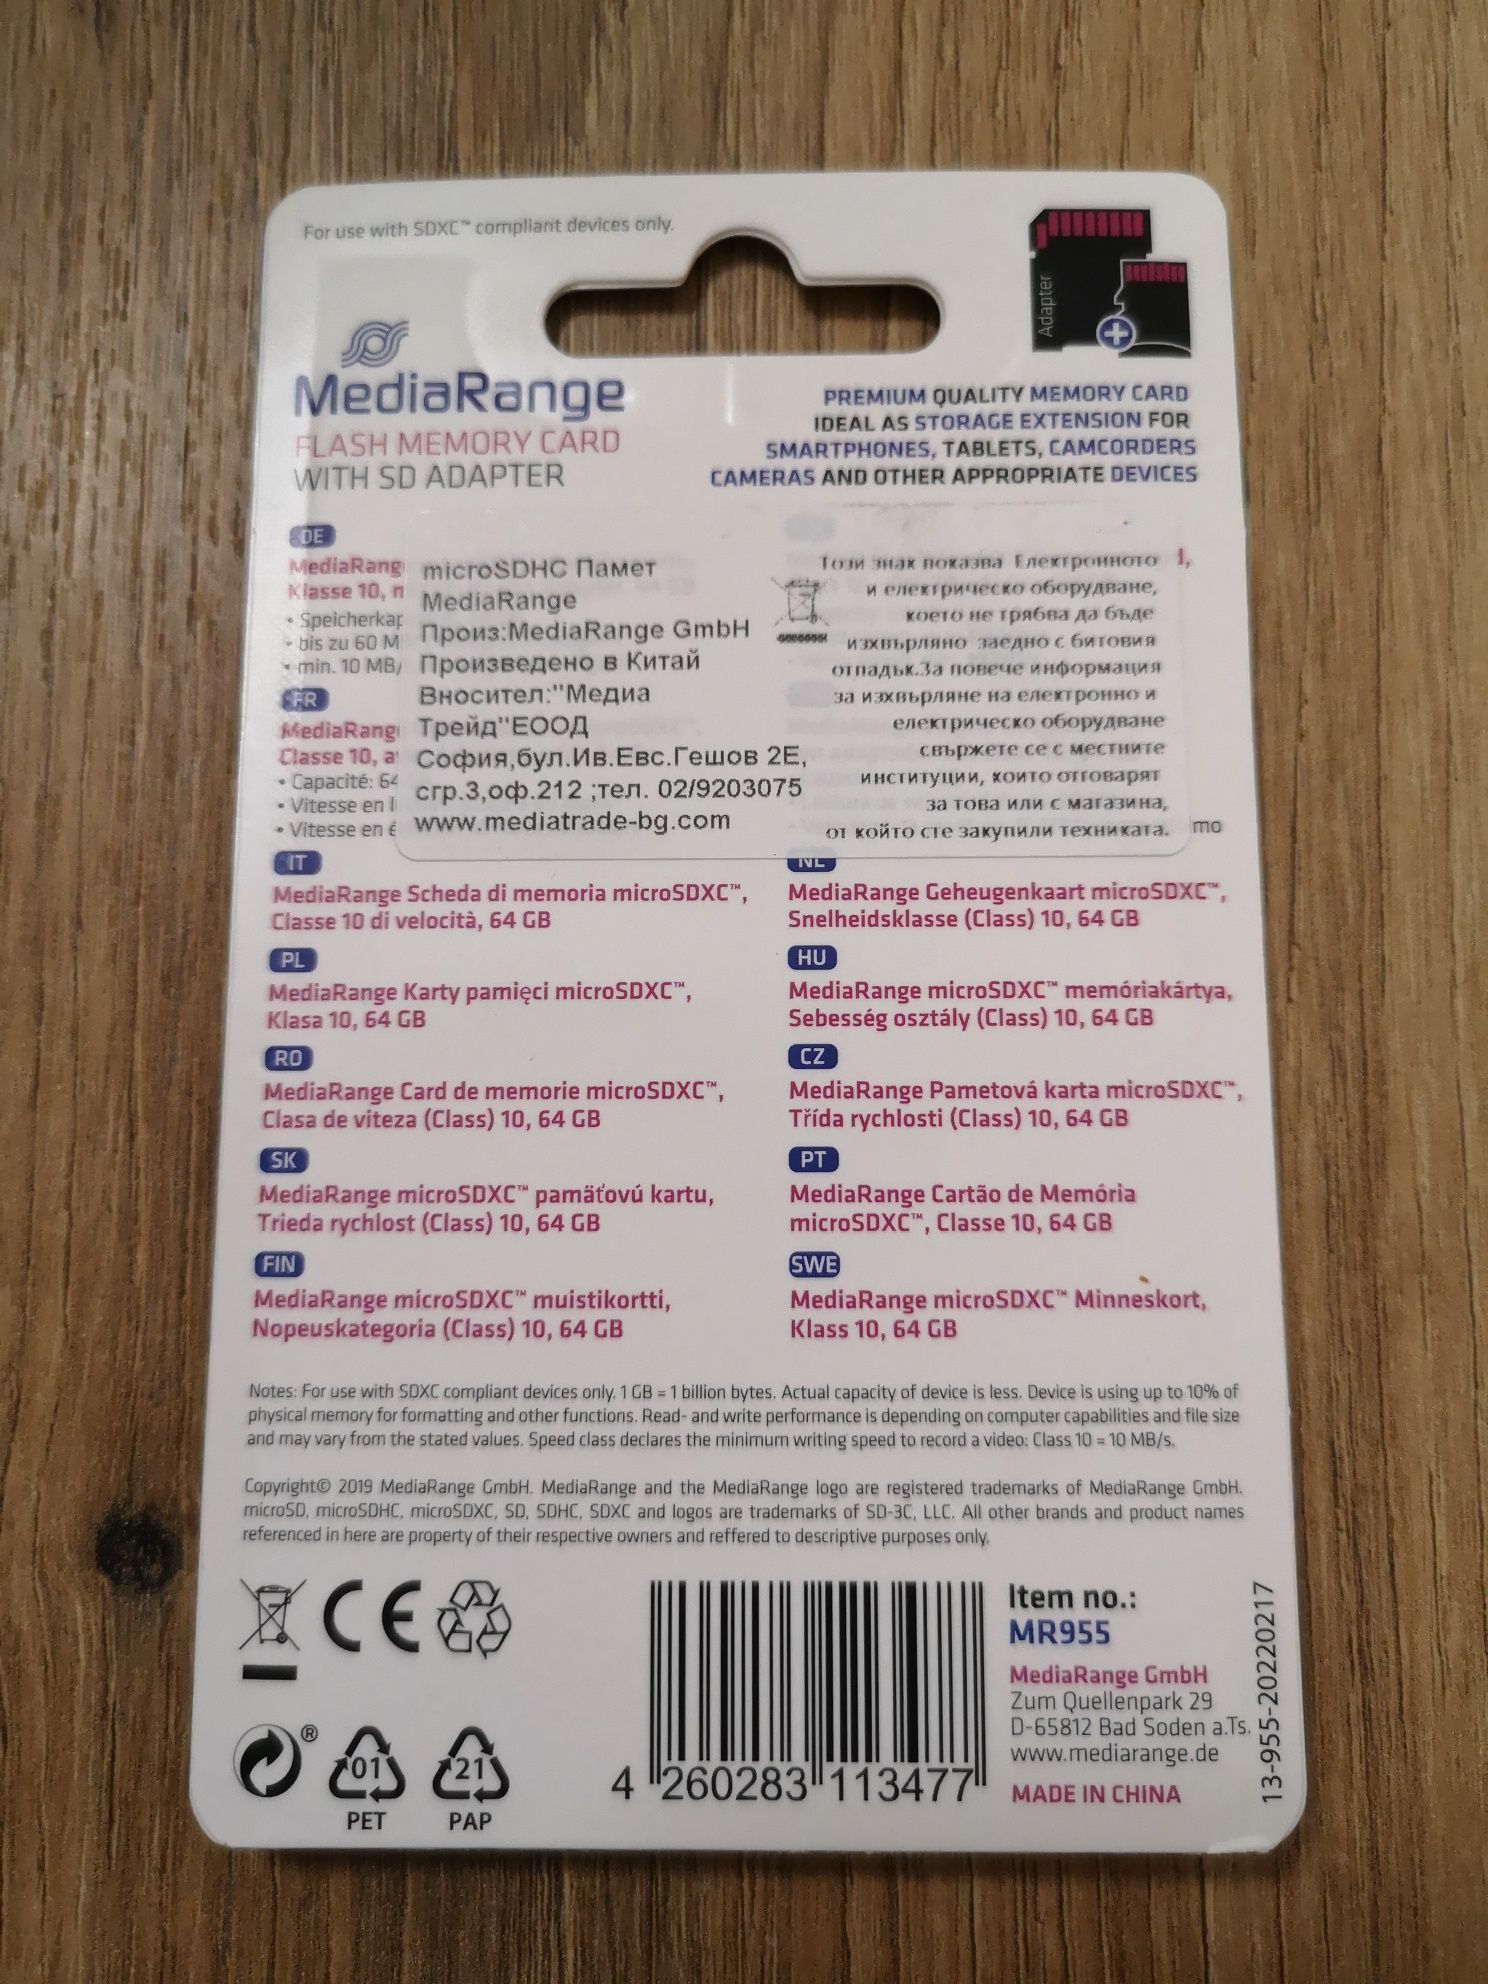 For use with SDXC™ compliant devices only.
Adapter
MediaRange
FLASH MEMORY CARD
WITH SD ADAPTER
PREMIUM QUALITY MEMORY CARD
IDEAL AS STORAGE EXTENSION FOR
SMARTPHONES, TABLETS, CAMCORDERS
CAMERAS AND OTHER APPROPRIATE DEVICES
DE
MediaRang
Klasse 10, n
• Speicherkap
• bis zu 60 M
• min. 10 MB/
FR
MediaRang
Classe 10, a
• Capacité: 64
• Vitesse en l
• Vitesse en é
microSDHC Памет
MediaRange
Произ:MediaRange GmbH
Произведено в Китай
Вносител:"Медиа
Трейд"ЕООД
София,бул.Ив.Евс.Гешов 2Е,
сгр.3,оф.212 ;тел. 02/9203075
www.mediatrade-bg.com
Този знак показва Електронното
и електрическо оборудване,
което не трябва да бъде
изхвърляно заедно с битовия
отпадък.За повече информация
за изхвърляне на електронно и
електрическо оборудване
свържете се с местните
институции, които отговарят
за това или с магазина,
от който сте закупили техниката.
mo
IT
MediaRange Scheda di memoria microSDXC™,
Classe 10 di velocità, 64 GB
NL
MediaRange Geheugenkaart microSDXC™,
Snelheidsklasse (Class) 10, 64 GB
PL
MediaRange Karty pamięci microSDXC™,
Klasa 10, 64 GB
HU
MediaRange microSDXC™ memóriakártya,
Sebesség osztály (Class) 10, 64 GB
RO
MediaRange Card de memorie microSDXC™,
Clasa de viteza (Class) 10, 64 GB
CZ
MediaRange Pametová karta microSDXC™,
Třída rychlosti (Class) 10, 64 GB
SK
MediaRange microSDXC™ pamäťovú kartu,
Trieda rychlost (Class) 10, 64 GB
PT
MediaRange Cartão de Memória
microSDXC™, Classe 10, 64 GB
FIN
MediaRange microSDXC™ muistikortti,
Nopeuskategoria (Class) 10, 64 GB
SWE
MediaRange microSDXC™ Minneskort,
Klass 10, 64 GB
Notes: For use with SDXC compliant devices only. 1 GB = 1 billion bytes. Actual capacity of device is less. Device is using up to 10% of
physical memory for formatting and other functions. Read- and write performance is depending on computer capabilities and file size
and may vary from the stated values. Speed class declares the minimum writing speed to record a video: Class 10 = 10 MB/s.
Copyright© 2019 MediaRange GmbH. MediaRange and the MediaRange logo are registered trademarks of MediaRange GmbH.
microSD, microSDHC, microSDXC, SD, SDHC, SDXC and logos are trademarks of SD-3C, LLC. All other brands and product names
referenced in here are property of their respective owners and reffered to descriptive purposes only.
CE
®
01
PET
21
PAP
4 260283 113477
Item no.:
MR955
MediaRange GmbH
Zum Quellenpark 29
D-65812 Bad Soden a.Ts.
www.mediarange.de
MADE IN CHINA
13-955-20220217